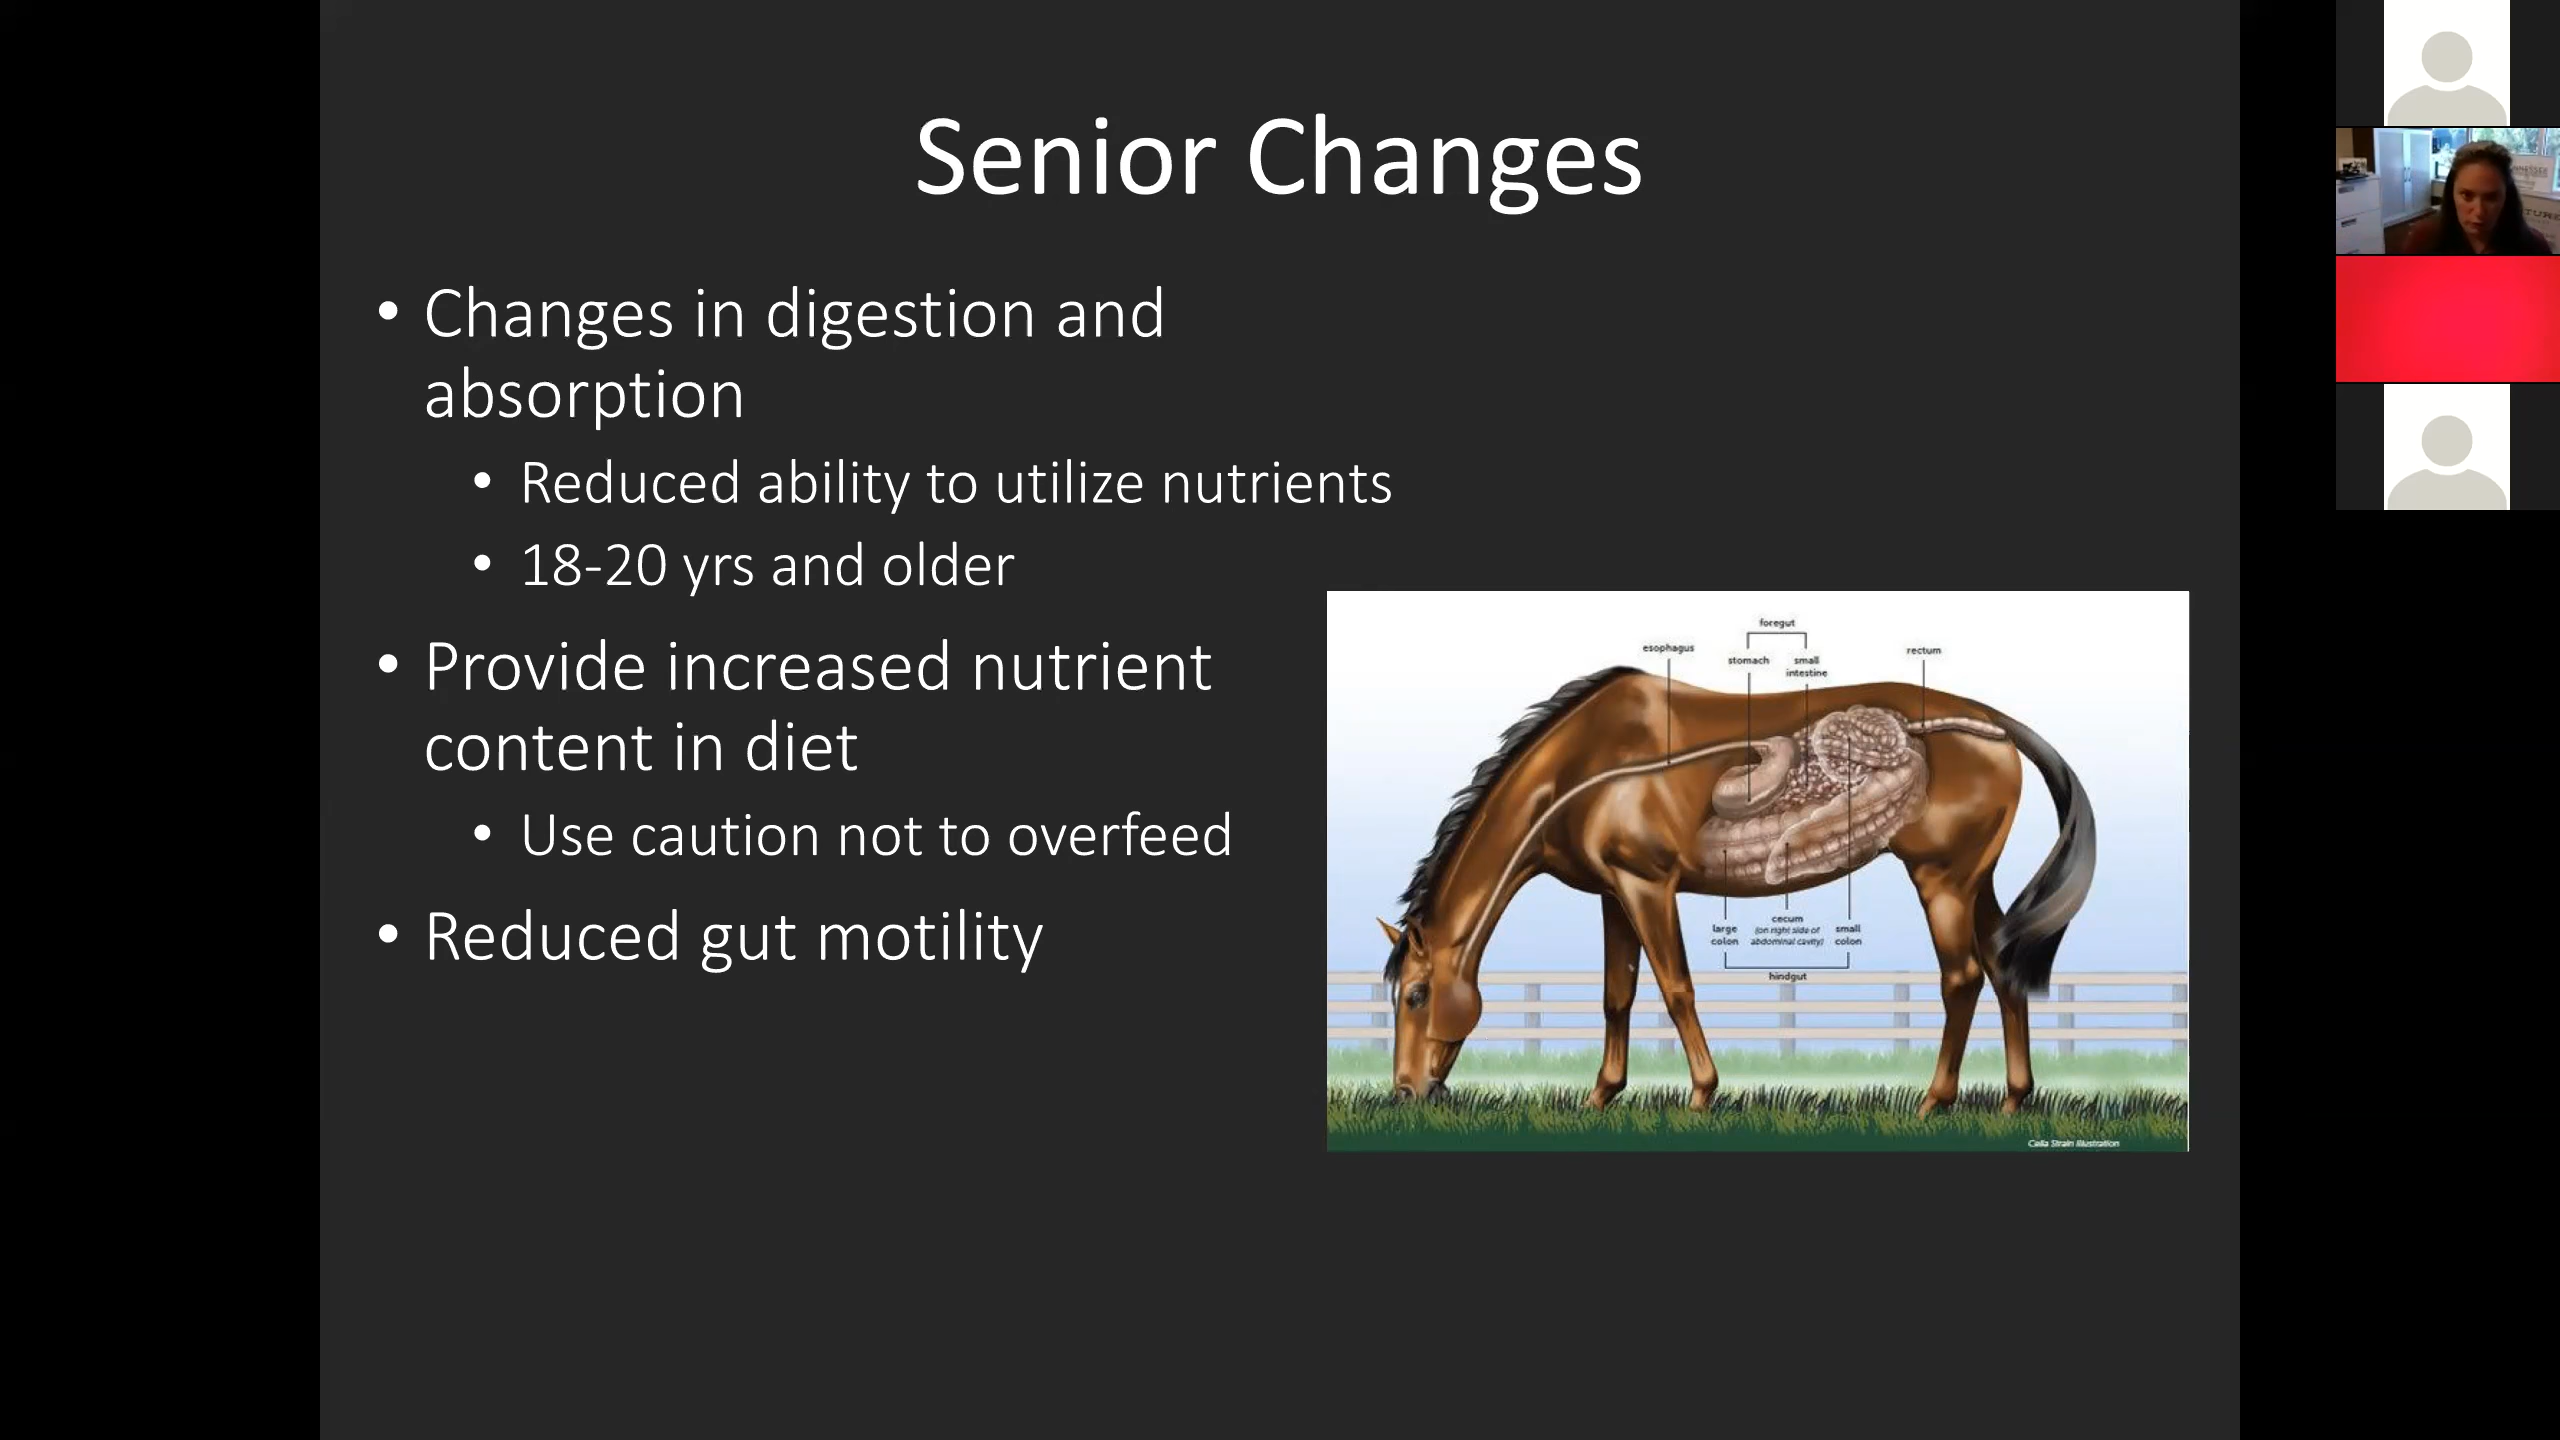 Senior Changes
• Changes in digestion and
absorption
• Reduced ability to utilize nutrients
• 18-20 yrs and older
• Provide increased nutrient
content in diet
• Use caution not to overfeed
• Reduced gut motility
foregut
esophagus
stomach
small
intestine
rectum
large
colon
cecum
(on right side of
abdominal cavity)
small
colon
hindgut
Celia Strain Illustration